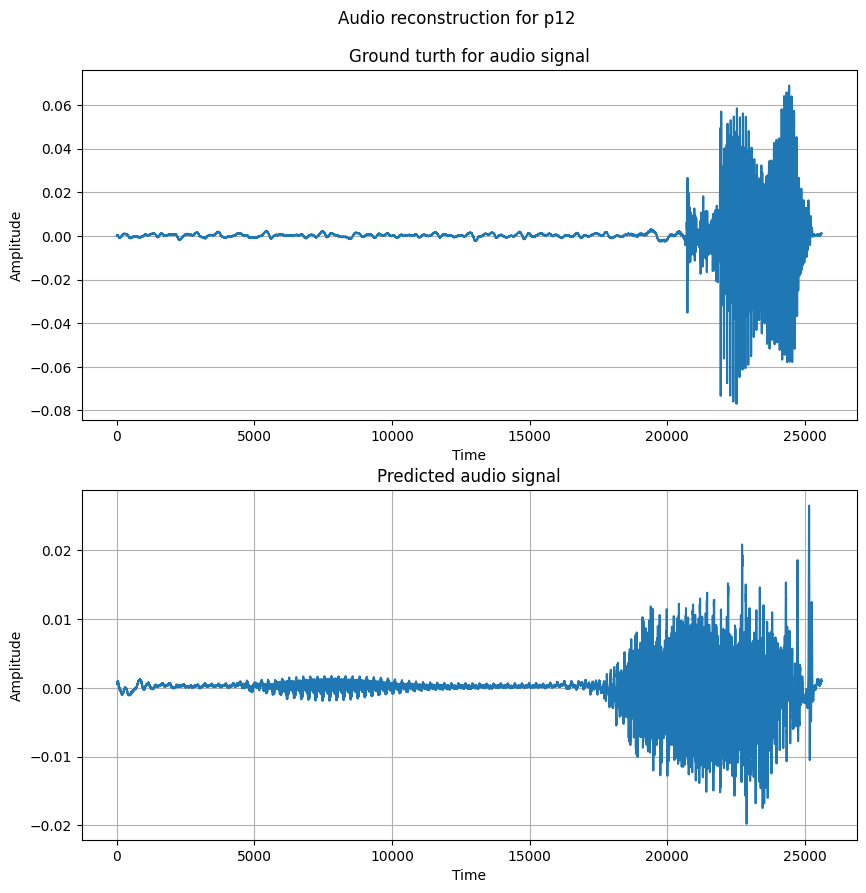 Audio reconstruction for p12
Ground turth for audio signal
0.06
0.04
0.02
0.00
−0.02
−0.04
−0.06
−0.08
Amplitude
0 5000 10000 15000 20000 25000
Time
Predicted audio signal
0.02
0.01
0.00
−0.01
−0.02
Amplitude
0 5000 10000 15000 20000 25000
Time